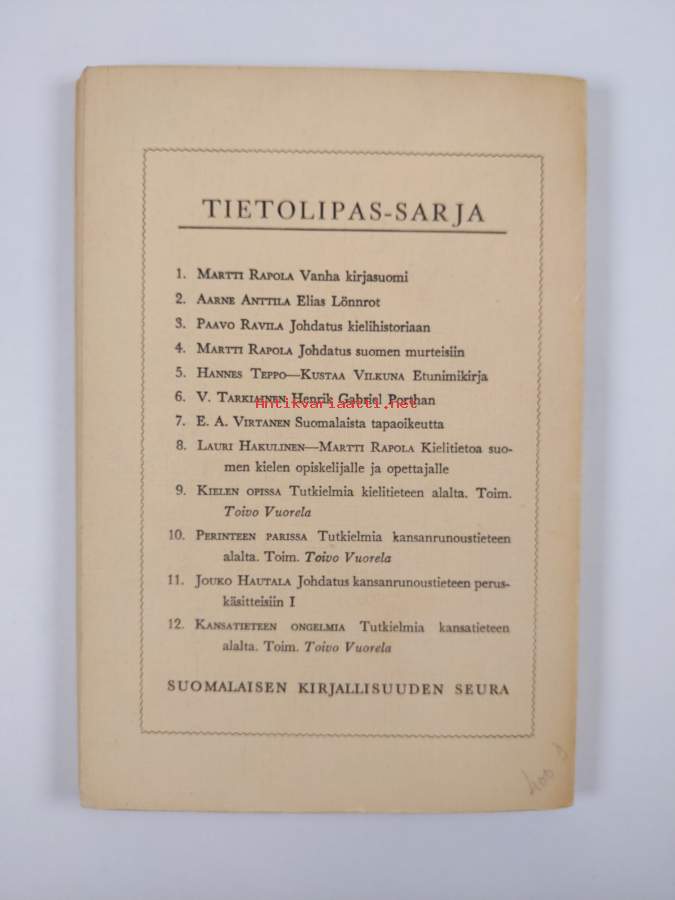 TIETOLIPAS-SARJA
1. MARTTI RAPOLA Vanha kirjasuomi
2. AARNE ANTTILA Elias Lönnrot
3. PAAVO RAVILA Johdatus kielihistoriaan
4. MARTTI RAPOLA Johdatus suomen murteisiin
5. HANNES TEPPO—KUSTAA VILKUNA Etunimikirja
6. V. TARKIAINEN Henrik Gabriel Porthan
Antikvariaatti.net
7. E. A. VIRTANEN Suomalaista tapaoikeutta
8. LAURI HAKULINEN—MARTTI RAPOLA Kielitietoa suo-
men kielen opiskelijalle ja opettajalle
9. KIELEN OPISSA Tutkielmia kielitieteen alalta. Toim.
Toivo Vuorela
10. PERINTEEN PARISSA Tutkielmia kansanrunoustieteen
alalta. Toim. Toivo Vuorela
11. JOUKO HAUTALA Johdatus kansanrunoustieteen perus-
käsitteisiin I
12. KANSATIETEEN ONGELMIA Tutkielmia kansatieteen
alalta. Toim. Toivo Vuorela
SUOMALAISEN KIRJALLISUUDEN SEURA
400